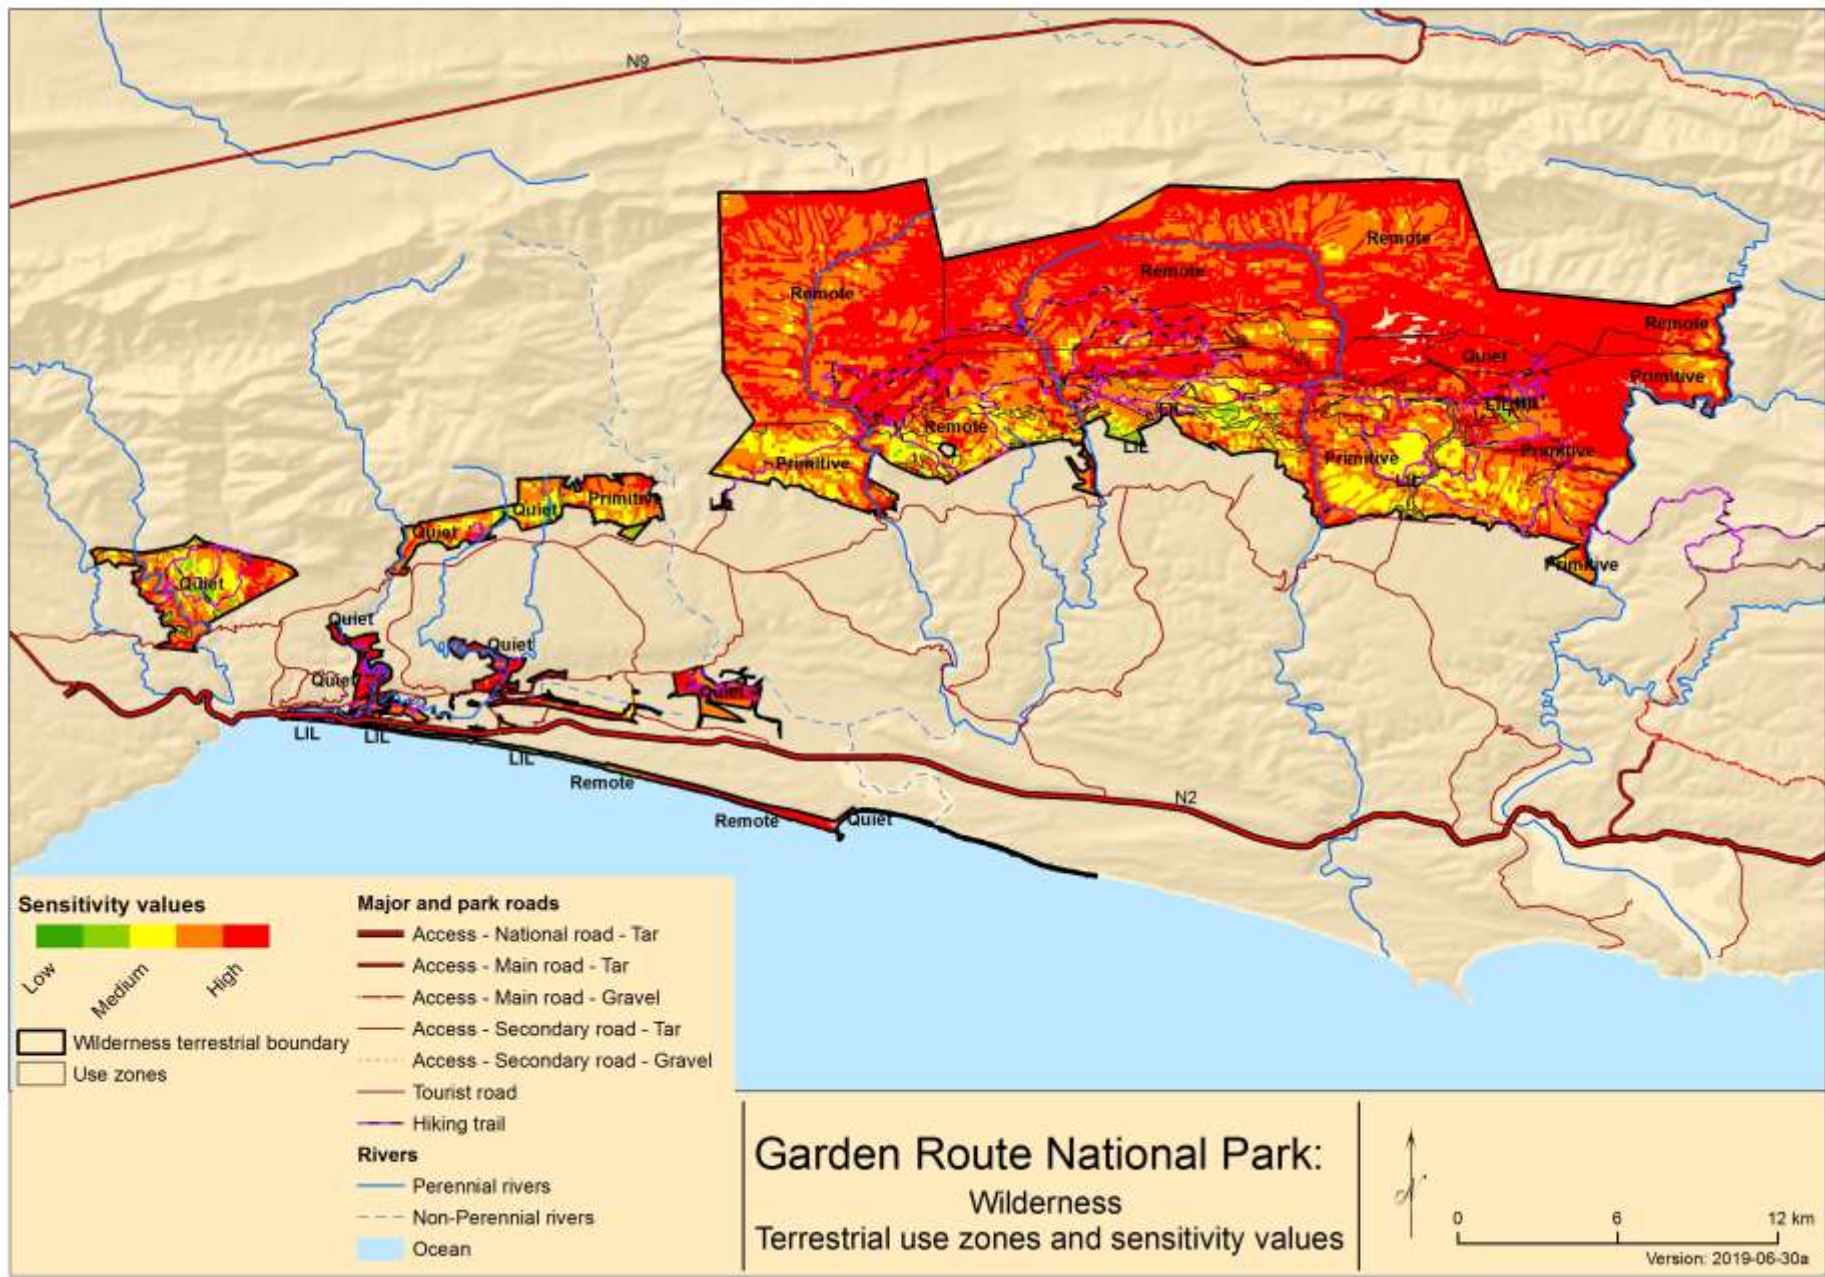 N9
Remote
Remote
Remote
Remote
Quiet
Primitive
LIL
Remote
LIL
Primitive
Primitive
Primitive
LIL
Primitive
Quiet
Quiet
Primitive
Quiet
Quiet
Quiet
Quiet
Quiet
LIL
LIL
LIL
Remote
Remote
Quiet
N2
Sensitivity values
Low
Medium
High
Wilderness terrestrial boundary
Use zones
Major and park roads
Access - National road - Tar
Access - Main road - Tar
Access - Main road - Gravel
Access - Secondary road - Tar
Access - Secondary road - Gravel
Tourist road
Hiking trail
Rivers
Perennial rivers
Non-Perennial rivers
Ocean
Garden Route National Park:
Wilderness
Terrestrial use zones and sensitivity values
N
0 6 12 km
Version: 2019-06-30a